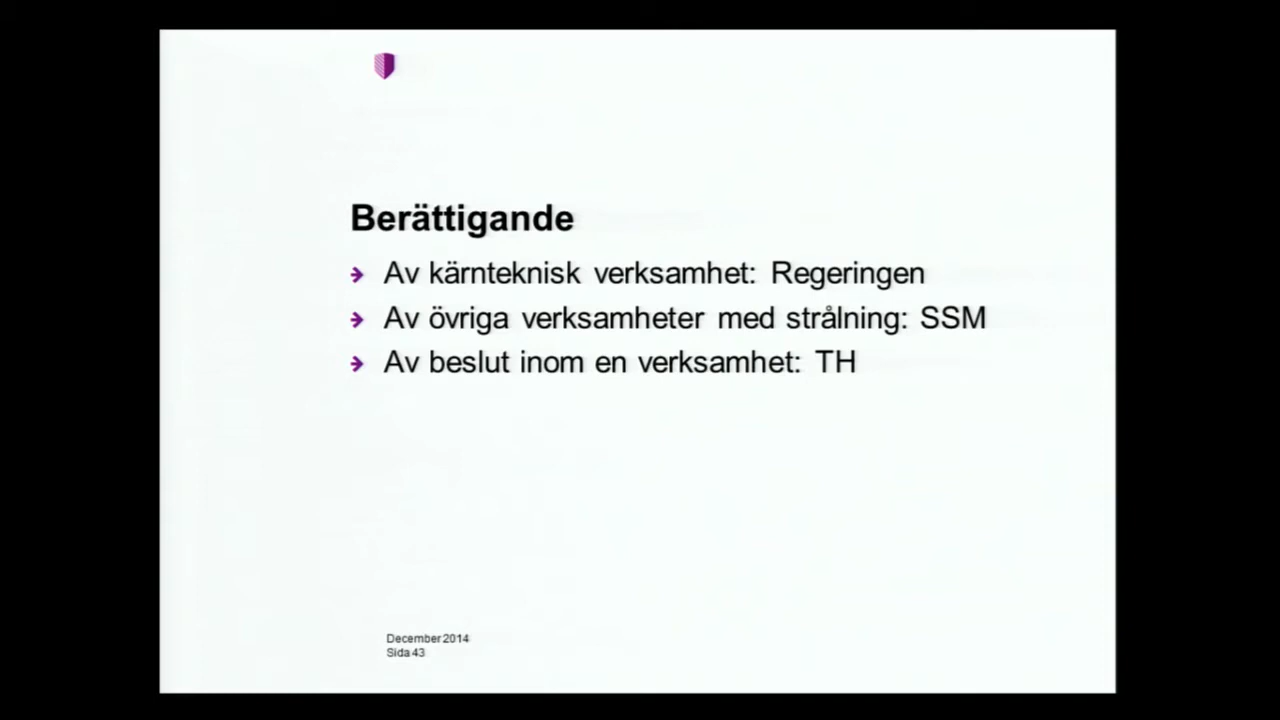 Berättigande
Av kärnteknisk verksamhet: Regeringen
Av övriga verksamheter med strålning: SSM
Av beslut inom en verksamhet: TH
December 2014
Sida 43